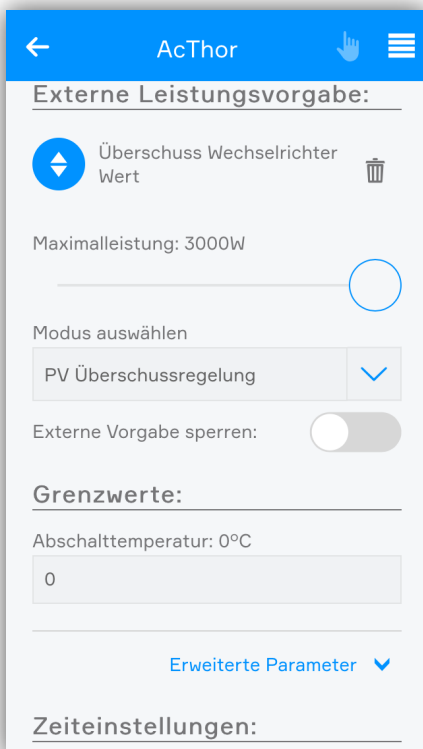 AcThor
Externe Leistungsvorgabe:
Überschuss Wechselrichter
Wert
Maximalleistung: 3000W
Modus auswählen
PV Überschussregelung
Externe Vorgabe sperren:
Grenzwerte:
Abschalttemperatur: 0°C
0
Erweiterte Parameter
Zeiteinstellungen: